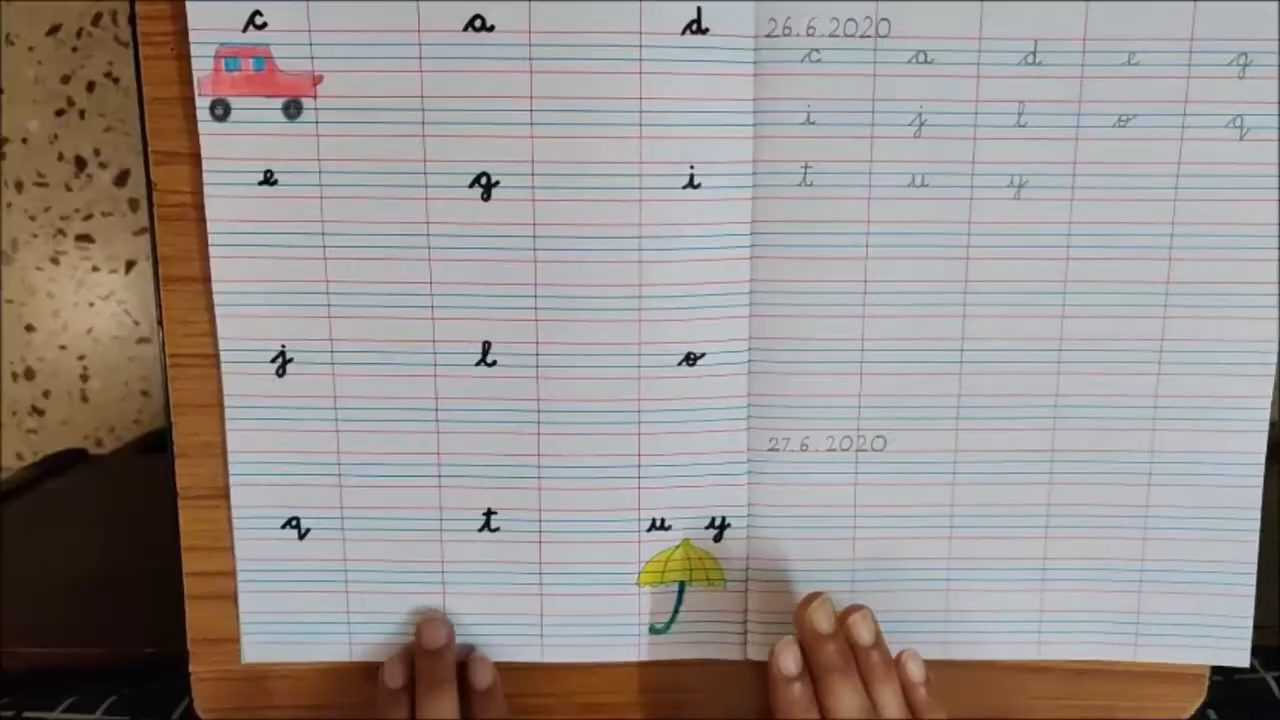 c a d
e g i
j l o
q t u y
26.6.2020
c a d e g
i j l o q
t u y
27.6.2020